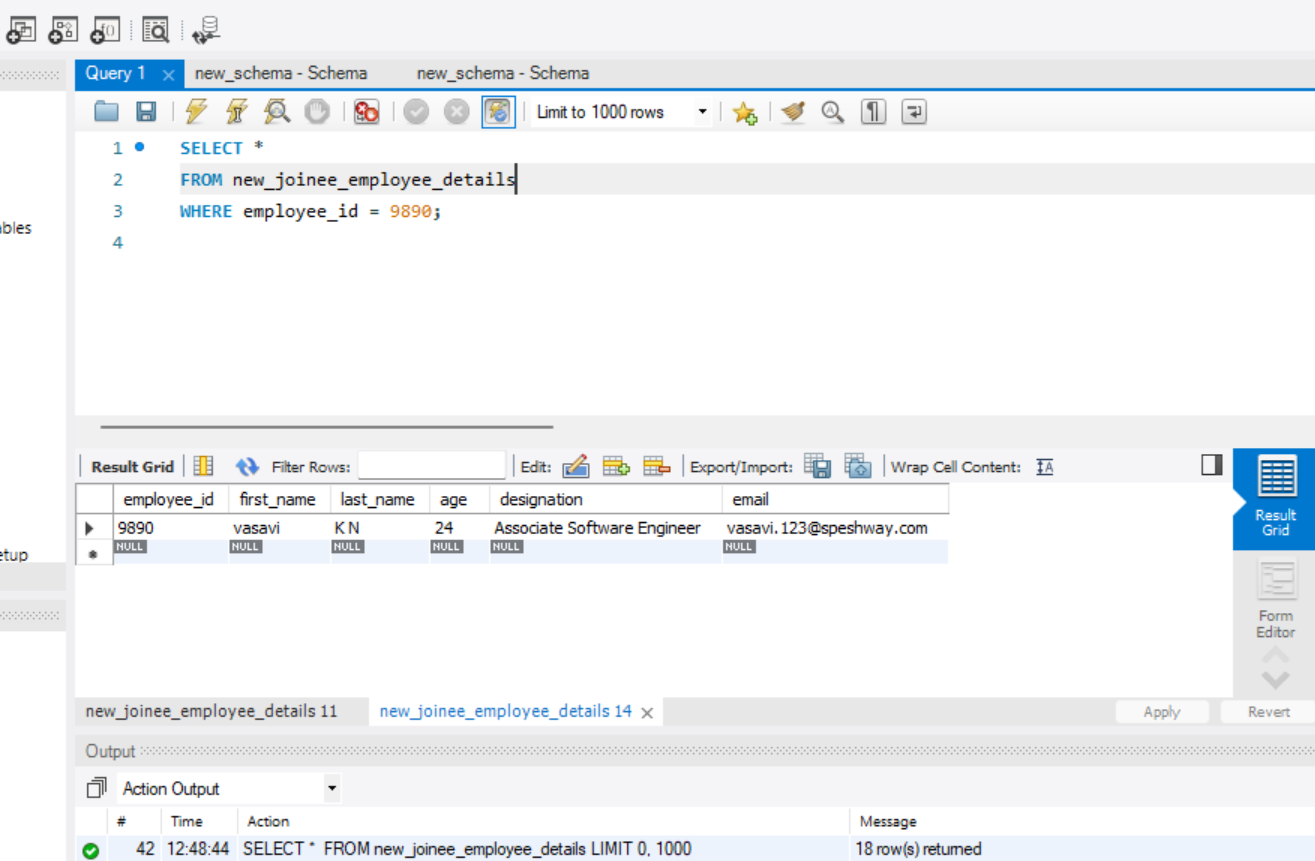 Query 1 new_schema - Schema new_schema - Schema
Limit to 1000 rows
1 SELECT *
2 FROM new_joinee_employee_details
3 WHERE employee_id = 9890;
4
bles
etup
Result Grid Filter Rows: Edit: Export/Import: Wrap Cell Content:
employee_id first_name last_name age designation email
9890 vasavi K N 24 Associate Software Engineer vasavi.123@speshway.com
NULL NULL NULL NULL NULL NULL
Result
Grid
Form
Editor
new_joinee_employee_details 11 new_joinee_employee_details 14 Apply Revert
Output
Action Output
# Time Action Message
42 12:48:44 SELECT * FROM new_joinee_employee_details LIMIT 0, 1000 18 row(s) returned